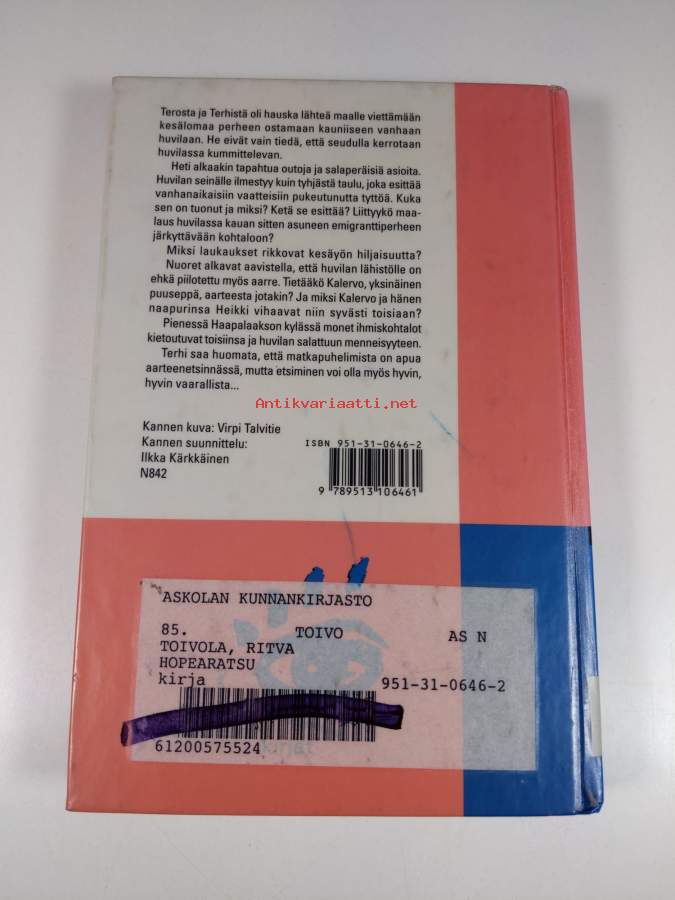 Terosta ja Terhistä oli hauska lähteä maalle viettämään
kesälomaa perheen ostamaan kauniiseen vanhaan
huvilaan. He eivät vain tiedä, että seudulla kerrotaan
huvilassa kummittelevan.
Heti alkaakin tapahtua outoja ja salaperäisiä asioita.
Huvilan seinälle ilmestyy kuin tyhjästä taulu, joka esittää
vanhanaikaisiin vaatteisiin pukeutunutta tyttöä. Kuka
sen on tuonut ja miksi? Ketä se esittää? Liittyykö maa-
laus huvilassa kauan sitten asuneen emigranttiperheen
järkyttävään kohtaloon?
Miksi laukaukset rikkovat kesäyön hiljaisuutta?
Nuoret alkavat aavistella, että huvilan lähistölle on
ehkä piilotettu myös aarre. Tietääkö Kalervo, yksinäinen
puuseppä, aarteesta jotakin? Ja miksi Kalervo ja hänen
naapurinsa Heikki vihaavat niin syvästi toisiaan?
Pienessä Haapalaakson kylässä monet ihmiskohtalot
kietoutuvat toisiinsa ja huvilan salattuun menneisyyteen.
Terhi saa huomata, että matkapuhelimista on apua
aarteenetsinnässä, mutta etsiminen voi olla myös hyvin,
hyvin vaarallista...
Antikvariaatti.net
Kannen kuva: Virpi Talvitie
Kannen suunnittelu:
Ilkka Kärkkäinen
N842
ISBN 951-31-0646-2
9 789513 106461
ASKOLAN KUNNANKIRJASTO
85. TOIVO AS N
TOIVOLA, RITVA
HOPEARATSU
kirja 951-31-0646-2
61200575524
kirjat